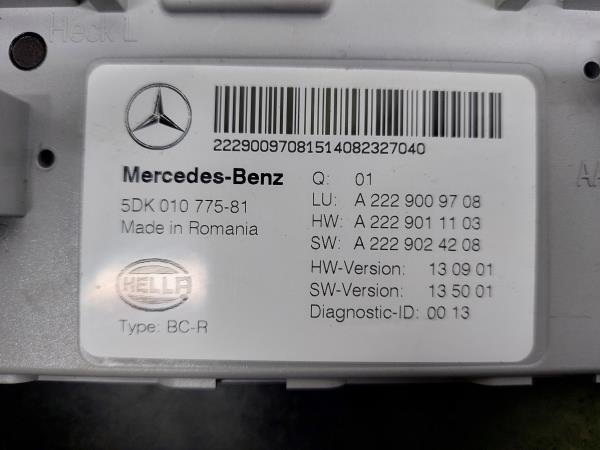 Heck L
22290097081514082327040
Mercedes-Benz
5DK 010 775-81
Made in Romania
HELLA
Type: BC-R
Q: 01
LU: A 222 900 97 08
HW: A 222 901 11 03
SW: A 222 902 42 08
HW-Version: 13 09 01
SW-Version: 13 50 01
Diagnostic-ID: 00 13